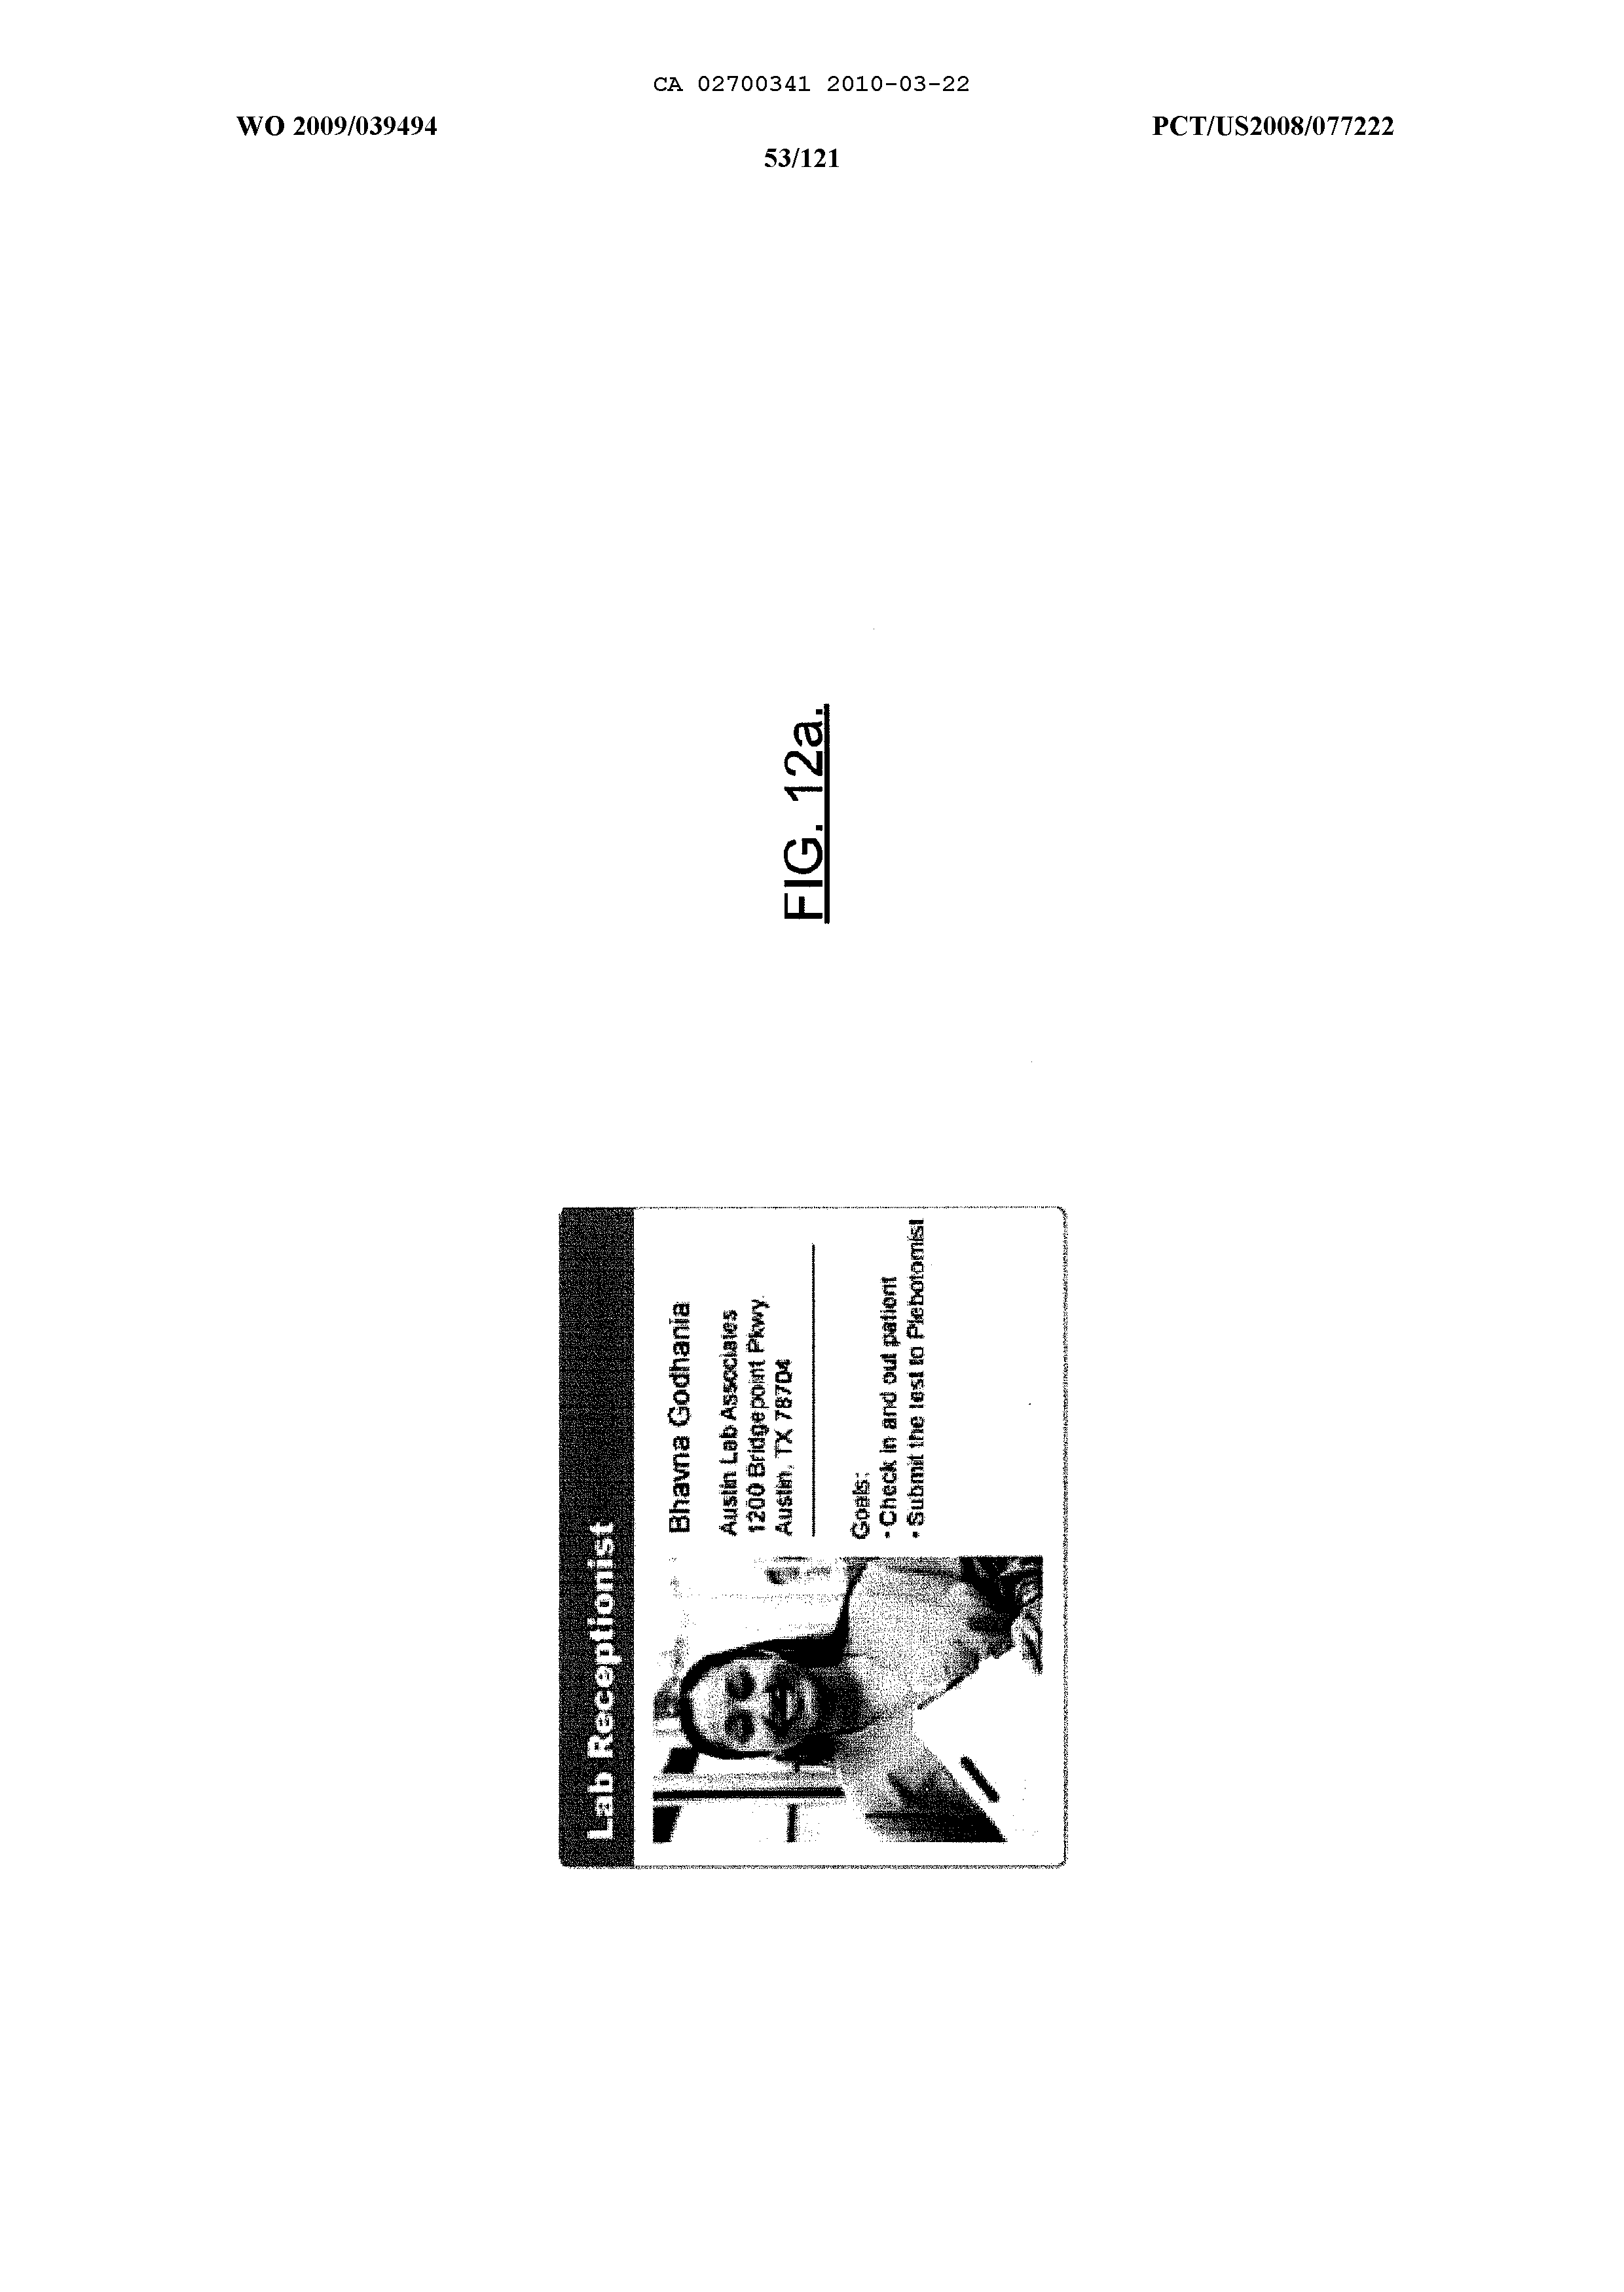 CA 02700341 2010-03-22
WO 2009/039494
PCT/US2008/077222
53/121
FIG. 12a.
Lab Receptionist
Bhavna Godhania
Austin Lab Associates
1200 Bridgepoint Pkwy.
Austin, TX 78704
Goals:
• Check in and out patient
• Submit the test to Plebotomist